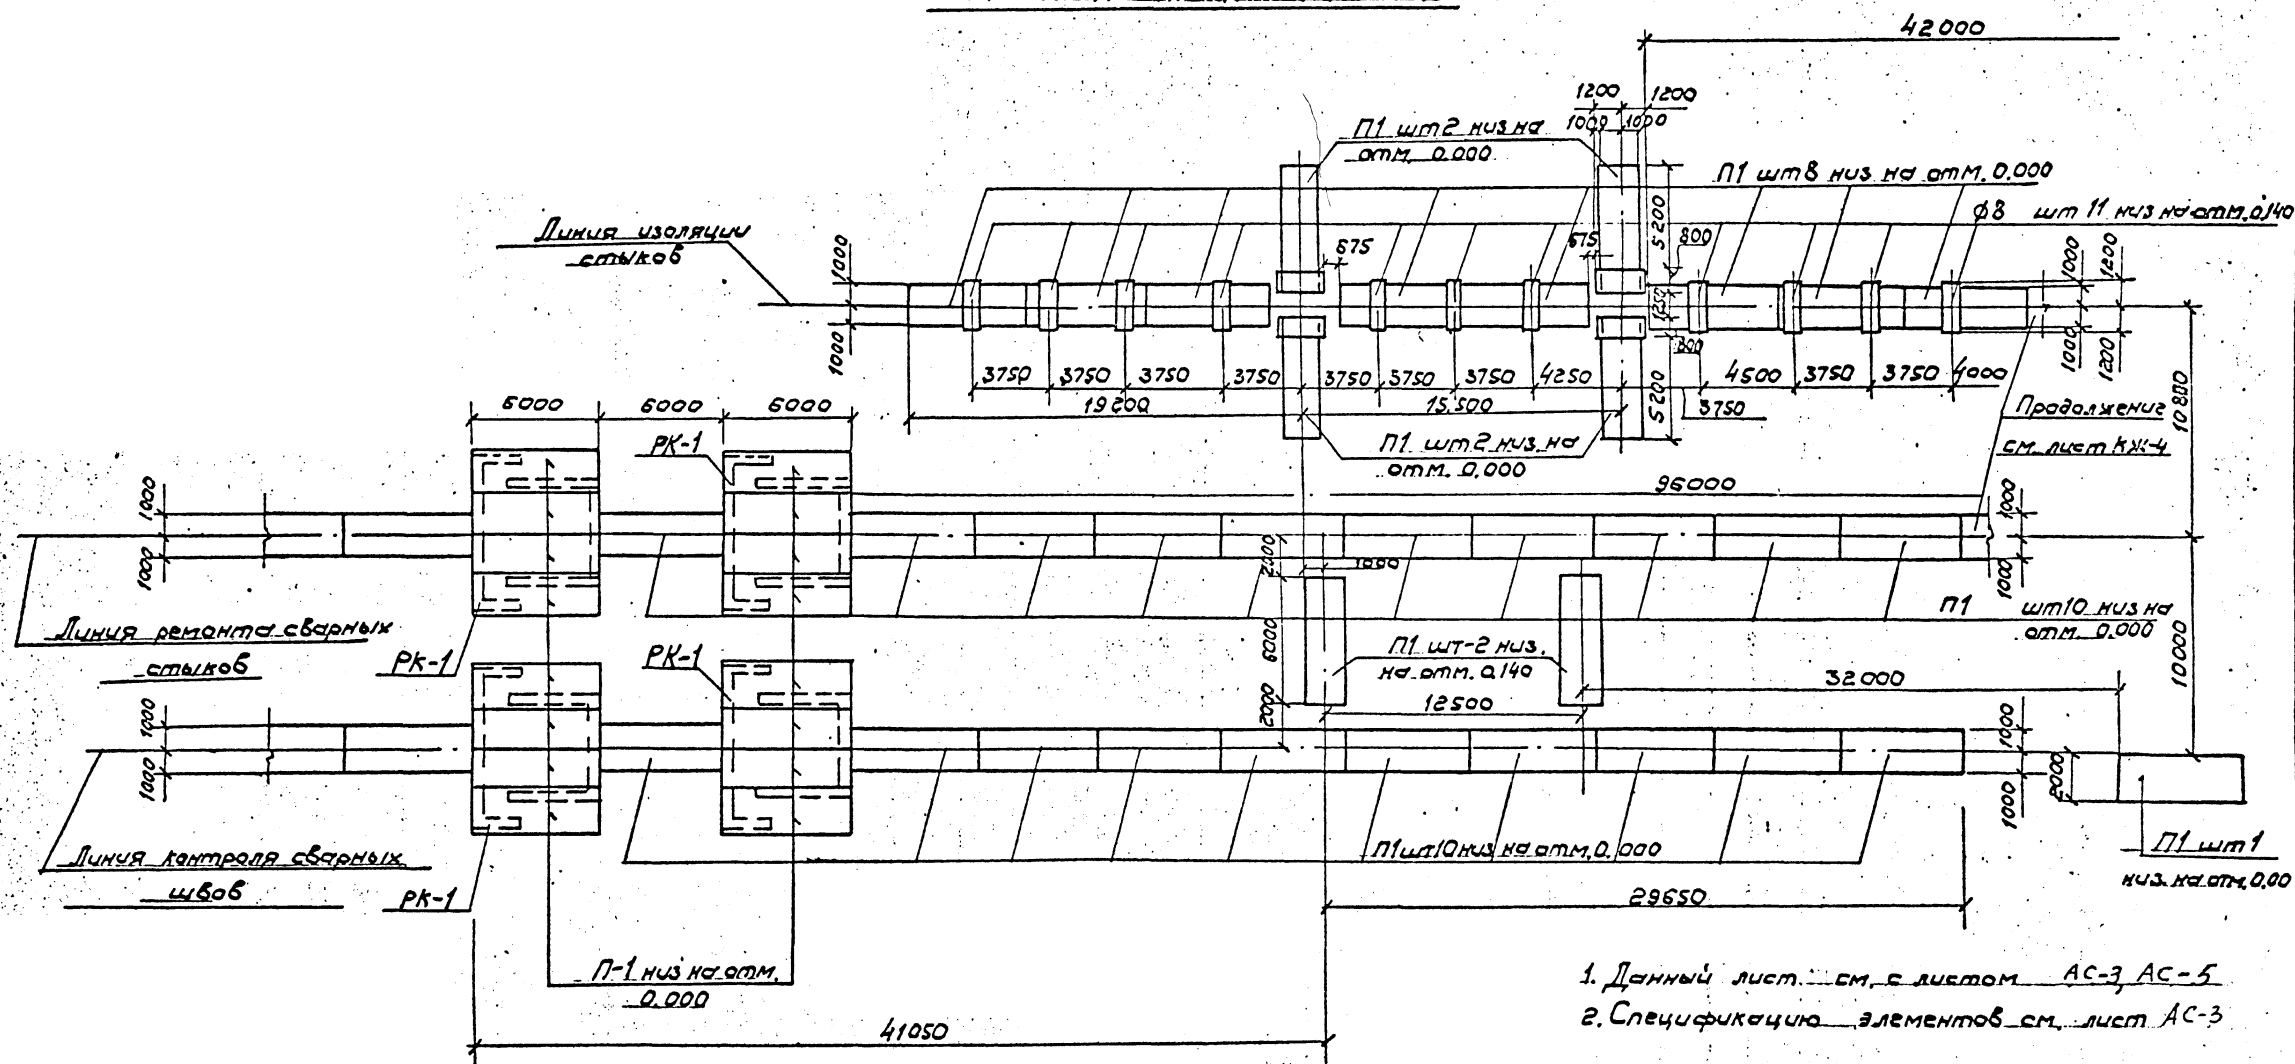 42000
1200 1200
1000 1000
П1 шт2 низ на
отм. 0.000
П1 шт8 низ на отм. 0.000
ф8 шт 11 низ на отм. 0.140
Линия изоляции
стыков
1000
1000
675
675
5200
800
1250
800
5200
1000
1200
1000
1200
3750 3750 3750 3750 3750 3750 3750 4250 4500 3750 3750 4000
19200
15.500
3750
6000 6000 6000
П1 шт2 низ на
отм. 0.000
Продолжение
см. лист КЖ-4
10800
РК-1
96000
1000
1000
1000
1000
2000
1000
Линия ремонта сварных
стыков
РК-1
РК-1
6000
П1 шт-2 низ.
на отм. 0.140
П1 шт10 низ на
отм. 0.000
10000
32000
12500
2000
1000
1000
1000
1000
2000
Линия контроля сварных
швов
РК-1
П1 шт10 низ на отм. 0.000
П1 шт1
низ. на отм. 0.00
29650
П-1 низ на отм.
0.000
41050
1. Данный лист см. с листом АС-3, АС-5
2. Спецификацию элементов см. лист АС-3